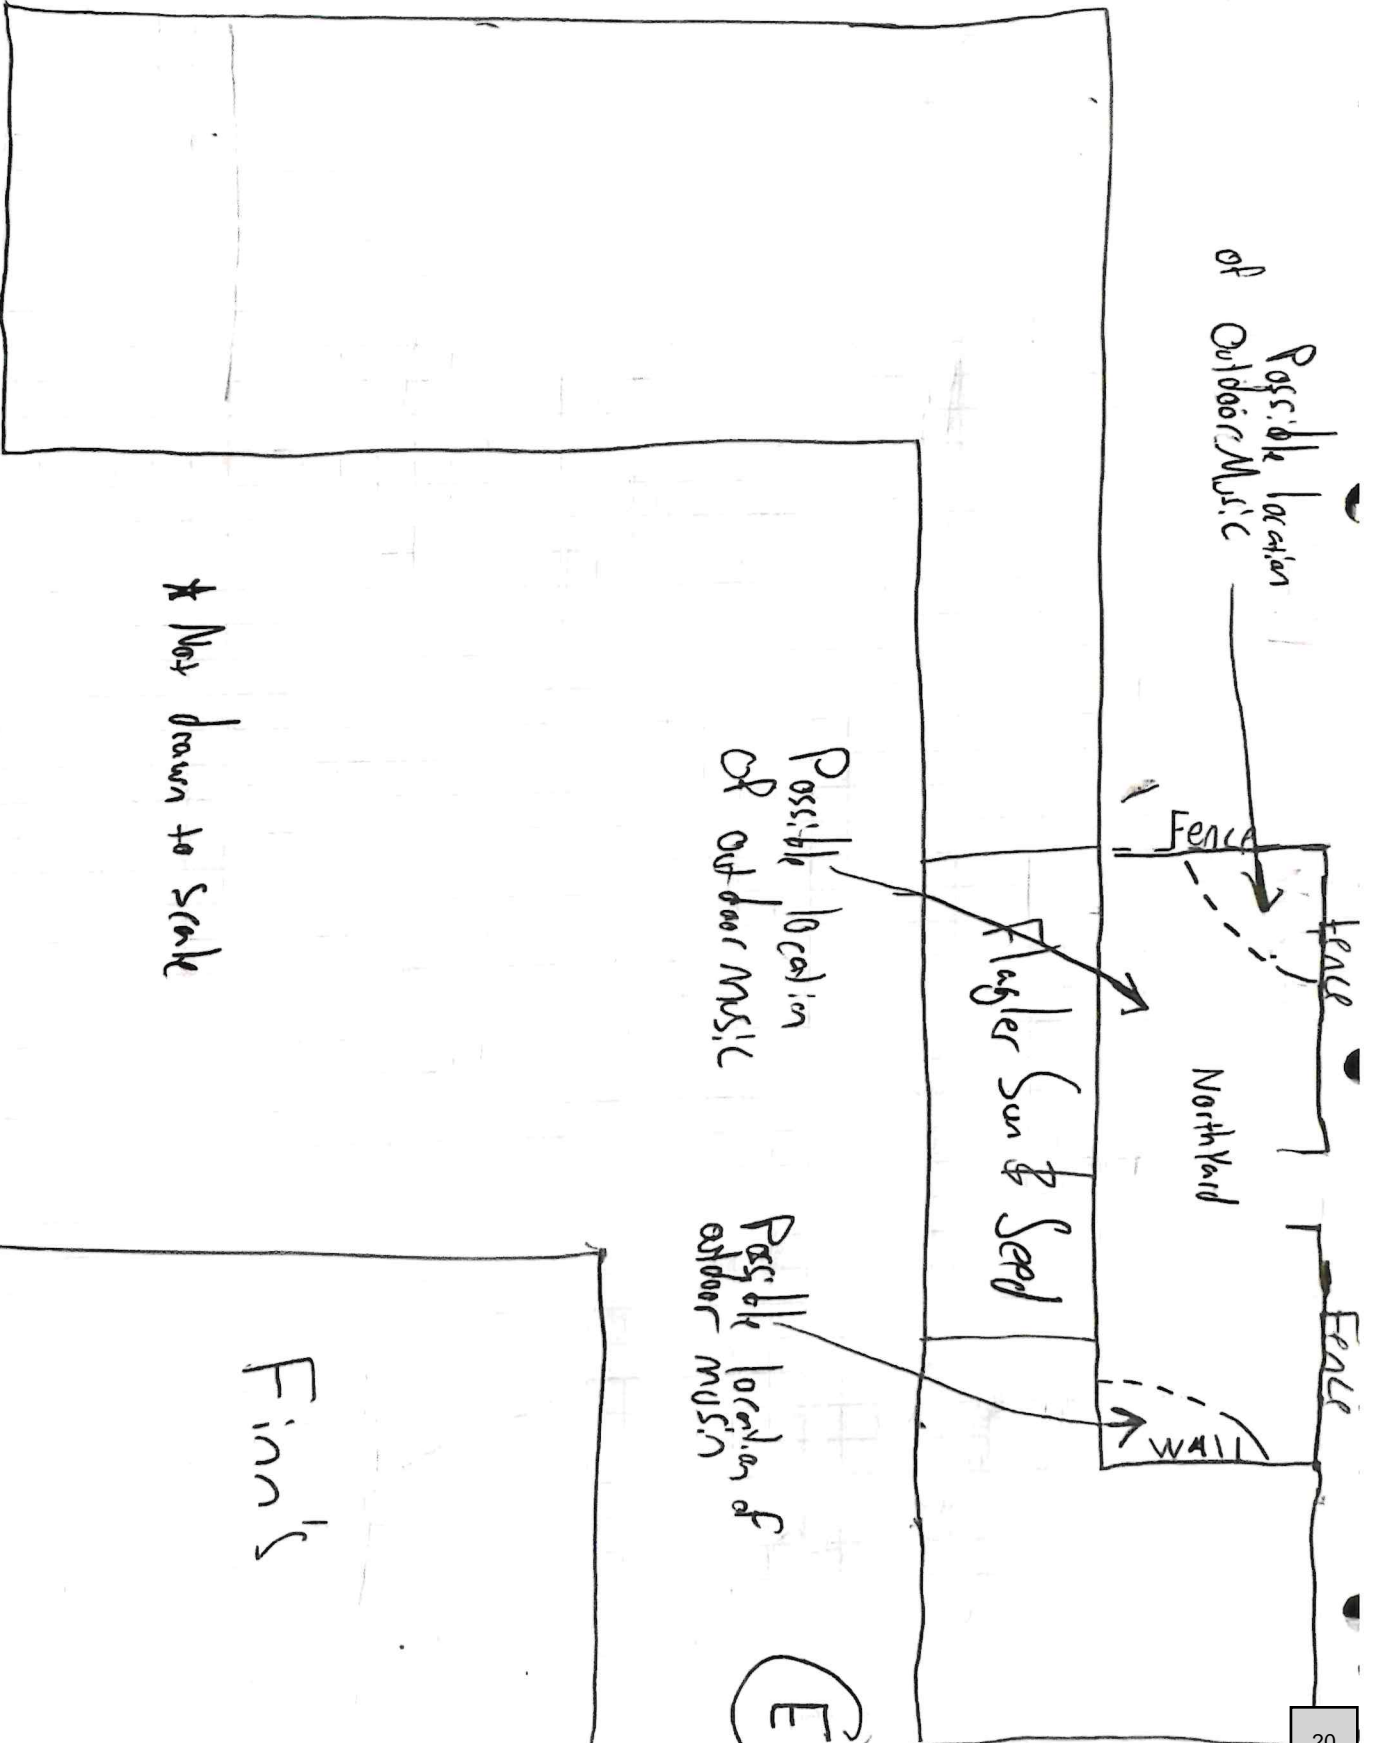 Fence
Fence
Possible location
of Outdoor Music
Fence
North Yard
WAll
Flagler Sun & Seed
Possible location
of outdoor music
Possible location of
outdoor music
E
Finn's
* Not drawn to scale
20